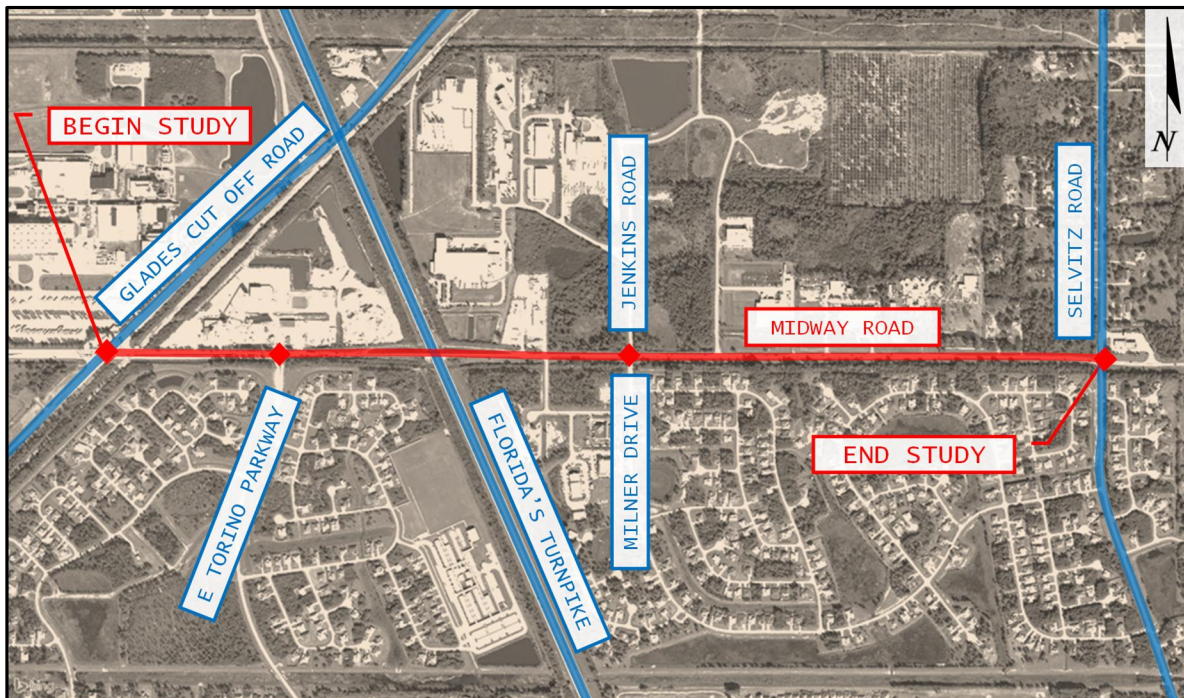 BEGIN STUDY
GLADES CUT OFF ROAD
JENKINS ROAD
SELVITZ ROAD
N
MIDWAY ROAD
E TORINO PARKWAY
FLORIDA'S TURNPIKE
MILNER DRIVE
END STUDY
bing